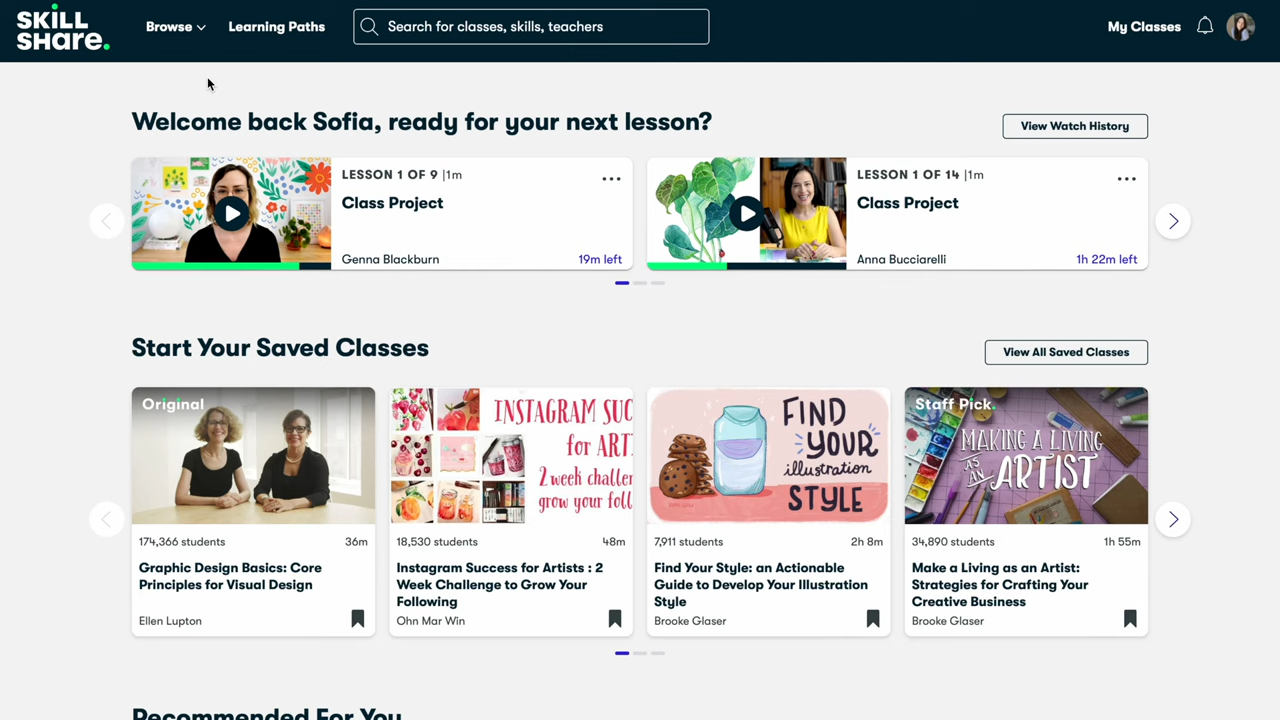 SKILL
SHARE.
Browse
Learning Paths
Search for classes, skills, teachers
My Classes
Welcome back Sofia, ready for your next lesson?
View Watch History
LESSON 1 OF 9 |1m
Class Project
Genna Blackburn
19m left
LESSON 1 OF 14 |1m
Class Project
Anna Bucciarelli
1h 22m left
Start Your Saved Classes
View All Saved Classes
Original
INSTAGRAM SUC
for ARTI
2 week challen
grow your foll
FIND
YOUR
illustration
STYLE
Staff Pick.
MAKING A LIVING
AS AN ARTIST
174,366 students
36m
Graphic Design Basics: Core
Principles for Visual Design
Ellen Lupton
18,530 students
48m
Instagram Success for Artists : 2
Week Challenge to Grow Your
Following
Ohn Mar Win
7,911 students
2h 8m
Find Your Style: an Actionable
Guide to Develop Your Illustration
Style
Brooke Glaser
34,890 students
1h 55m
Make a Living as an Artist:
Strategies for Crafting Your
Creative Business
Brooke Glaser
Recommended For You